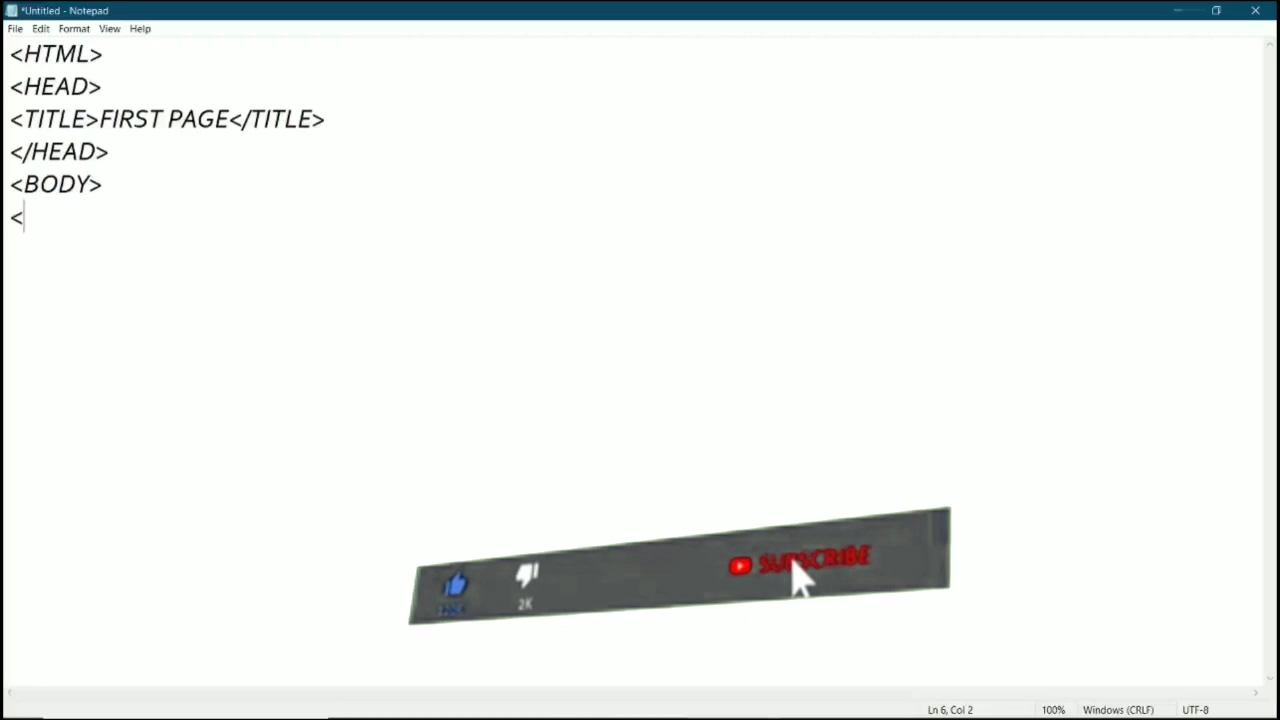 *Untitled - Notepad
File Edit Format View Help
<HTML>
<HEAD>
<TITLE>FIRST PAGE</TITLE>
</HEAD>
<BODY>
<
SUBSCRIBE
2K
Ln 6, Col 2 100% Windows (CRLF) UTF-8